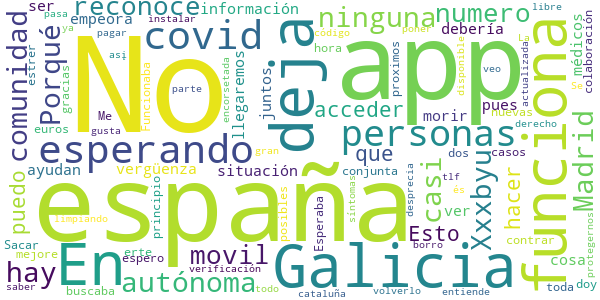 ser
pasa
instalar
reconoce
información
ninguna
numero
poner
libre
La
ya
empeora
covid
deja
app
debería
médicos
colaboración
comunidad
Porqué
pagar
así
No
hora
juntos
código
proximos
disponible
veo
actualizada
Se
estrer
gracias
Funcionaba
parte
encorsetada
llegaremos
acceder
pues
nuevas
funciona
euros
Me
gusta
esperando
personas
morir
dos
derecho
ayudan
vergüenza
situación
que
conjunta
casi
Xxxbyu
casos
Madrid
puedo
principio
españa
gran
posibles
síntomas
tlf
ver
hacer
és
protegernos
limpiando
Esperaba
desprecia
Esto
contrar
cosa
Sacar
mejore
hay
En
erte
movil
Galicia
borro
toda
doy
saber
buscaba
espero
autónoma
verificación
todo
cataluña
volverlo
entiende